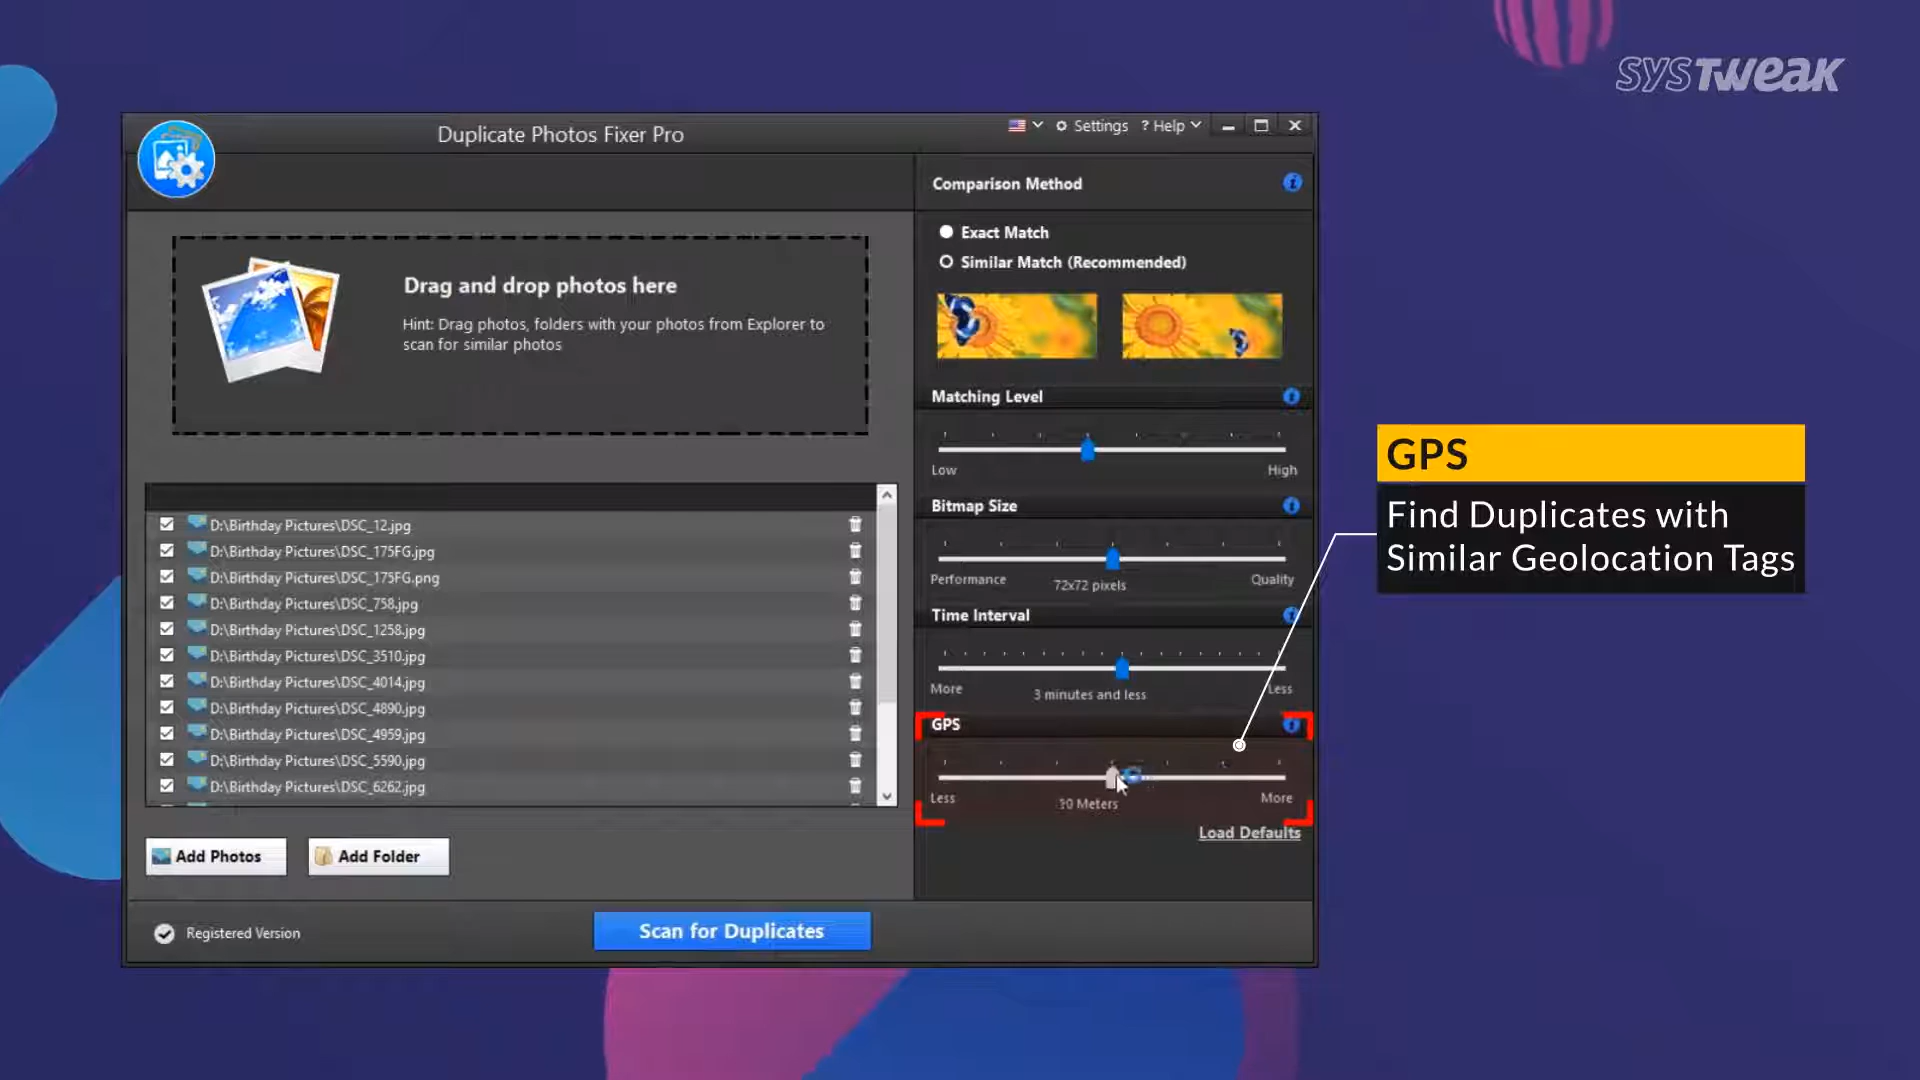 SYSTWEAK
Duplicate Photos Fixer Pro
Settings
? Help
Comparison Method
Exact Match
Similar Match (Recommended)
Drag and drop photos here
Hint: Drag photos, folders with your photos from Explorer to
scan for similar photos
Matching Level
Low
High
Bitmap Size
Performance
72x72 pixels
Quality
Time Interval
More
3 minutes and less
Less
GPS
Less
10 Meters
More
Load Defaults
D:\Birthday Pictures\DSC_12.jpg
D:\Birthday Pictures\DSC_175FG.jpg
D:\Birthday Pictures\DSC_175FG.png
D:\Birthday Pictures\DSC_758.jpg
D:\Birthday Pictures\DSC_1258.jpg
D:\Birthday Pictures\DSC_3510.jpg
D:\Birthday Pictures\DSC_4014.jpg
D:\Birthday Pictures\DSC_4890.jpg
D:\Birthday Pictures\DSC_4959.jpg
D:\Birthday Pictures\DSC_5590.jpg
D:\Birthday Pictures\DSC_6262.jpg
Add Photos
Add Folder
Registered Version
Scan for Duplicates
GPS
Find Duplicates with
Similar Geolocation Tags